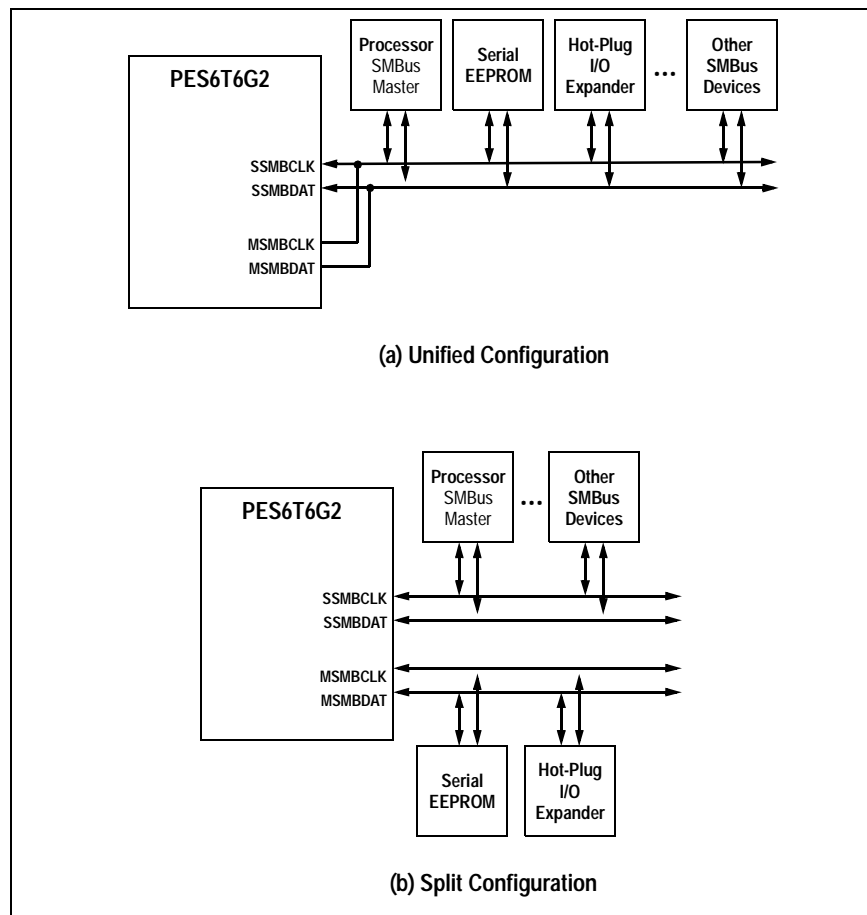 PES6T6G2
Processor
SMBus
Master
Serial
EEPROM
Hot-Plug
I/O
Expander
...
Other
SMBus
Devices
SSMBCLK
SSMBDAT
MSMBCLK
MSMBDAT
(a) Unified Configuration
PES6T6G2
Processor
SMBus
Master
...
Other
SMBus
Devices
SSMBCLK
SSMBDAT
MSMBCLK
MSMBDAT
Serial
EEPROM
Hot-Plug
I/O
Expander
(b) Split Configuration